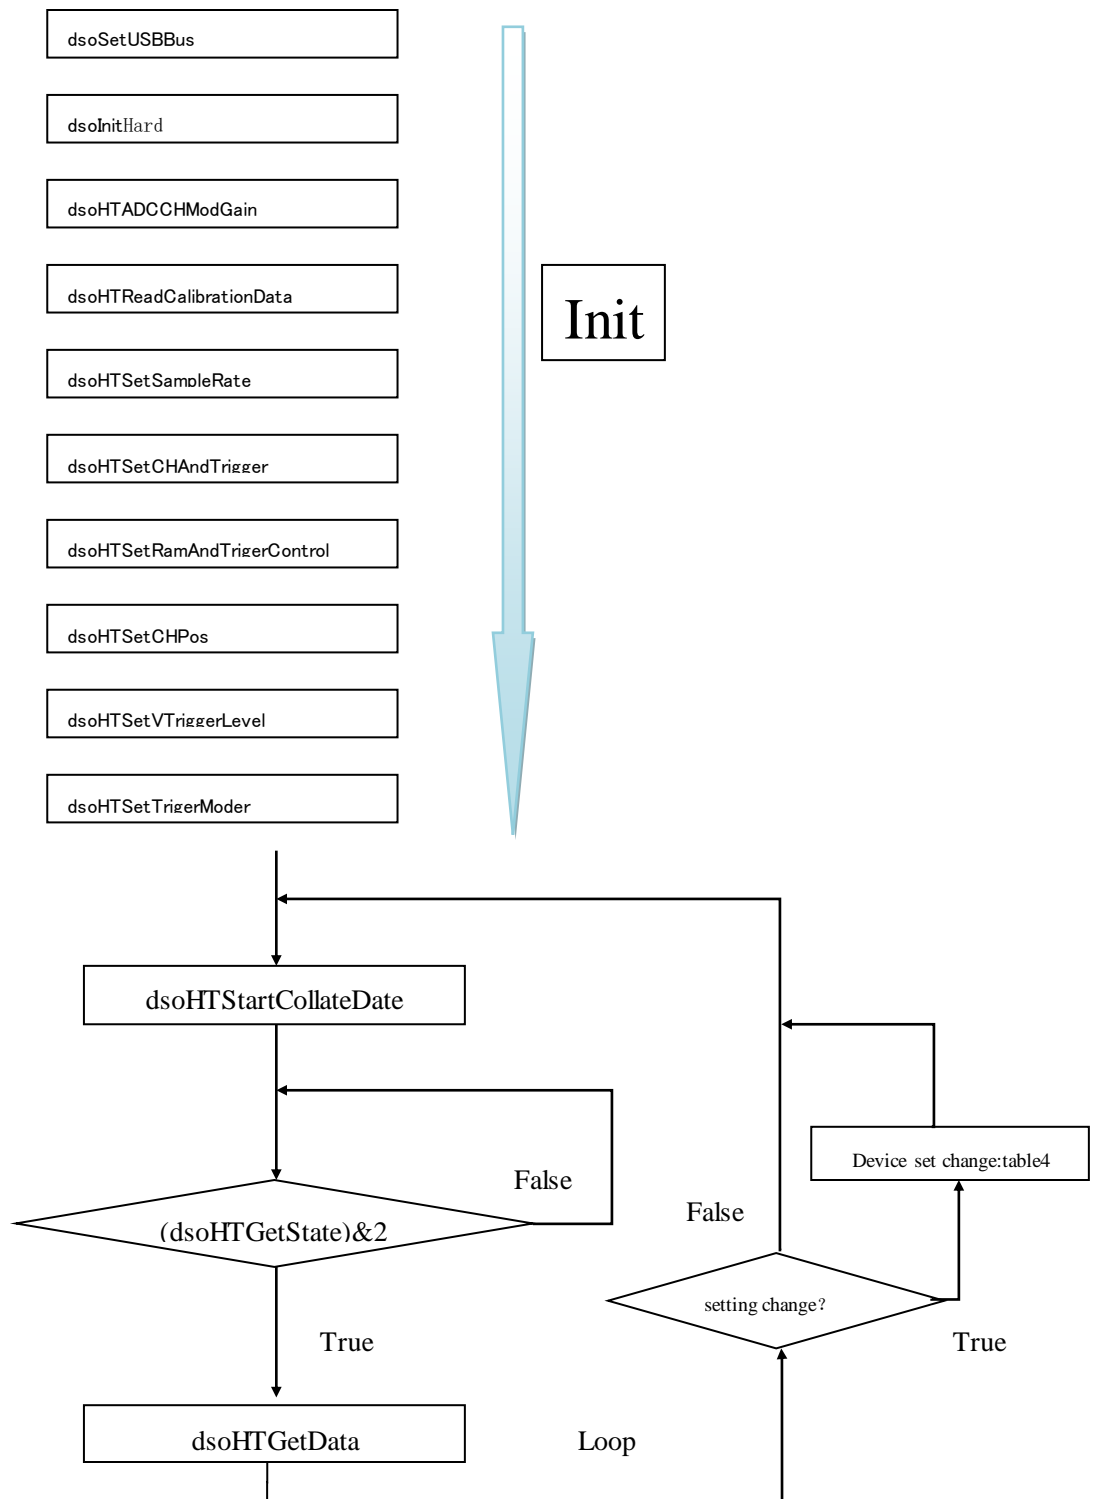 dsoSetUSBBus
dsoInitHard
dsoHTADCCHModGain
dsoHTReadCalibrationData
Init
dsoHTSetSampleRate
dsoHTSetCHAndTrigger
dsoHTSetRamAndTrigerControl
dsoHTSetCHPos
dsoHTSetVTriggerLevel
dsoHTSetTrigerModer
dsoHTStartCollateDate
Device set change:table4
False
(dsoHTGetState)&2
False
setting change?
True
True
dsoHTGetData
Loop